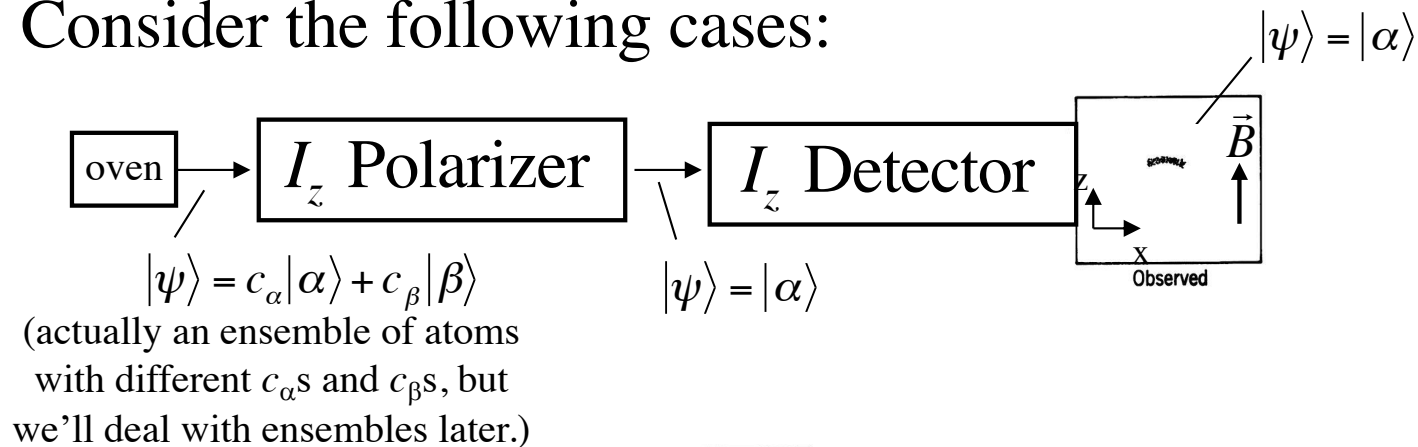 Consider the following cases:
|ψ⟩ = |α⟩
oven
I_z Polarizer
I_z Detector
B⃗
z
x
Observed
|ψ⟩ = c_α|α⟩ + c_β|β⟩
|ψ⟩ = |α⟩
(actually an ensemble of atoms
with different c_αs and c_βs, but
we'll deal with ensembles later.)